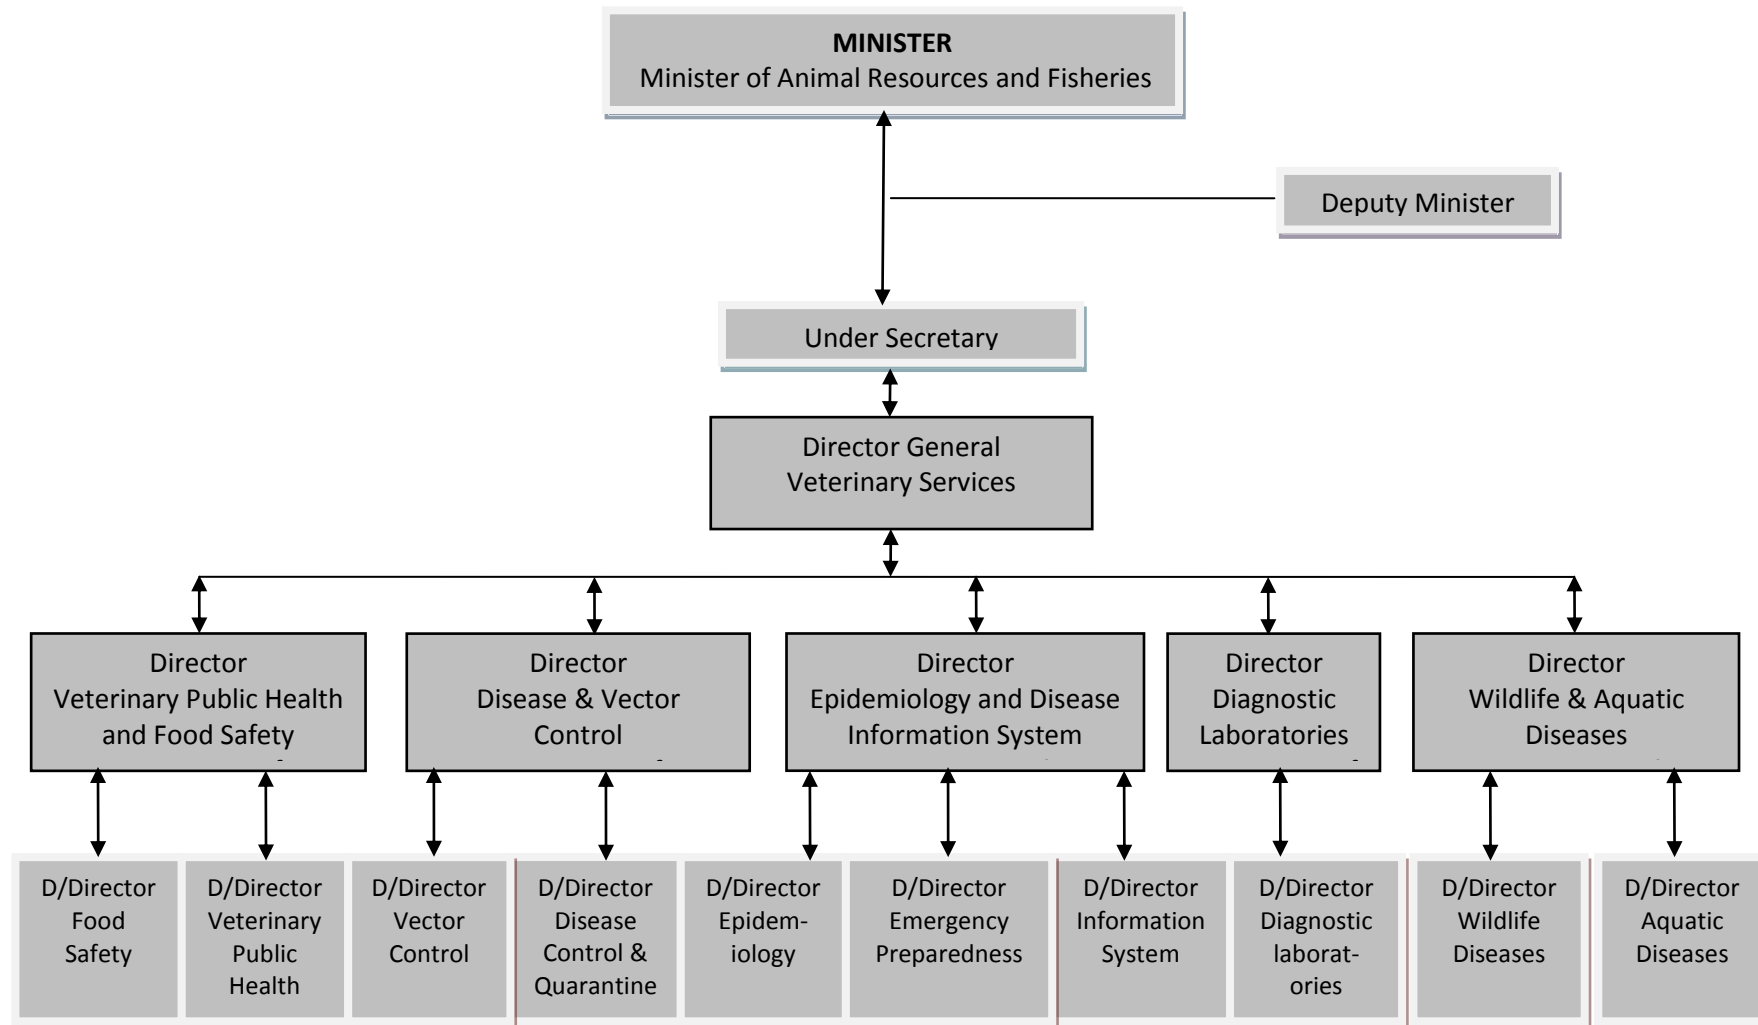 MINISTER
Minister of Animal Resources and Fisheries
Deputy Minister
Under Secretary
Director General
Veterinary Services
Director
Veterinary Public Health
and Food Safety
Director
Disease & Vector
Control
Director
Epidemiology and Disease
Information System
Director
Diagnostic
Laboratories
Director
Wildlife & Aquatic
Diseases
D/Director
Food
Safety
D/Director
Veterinary
Public
Health
D/Director
Vector
Control
D/Director
Disease
Control &
Quarantine
D/Director
Epidem-
iology
D/Director
Emergency
Preparedness
D/Director
Information
System
D/Director
Diagnostic
laborat-
ories
D/Director
Wildlife
Diseases
D/Director
Aquatic
Diseases